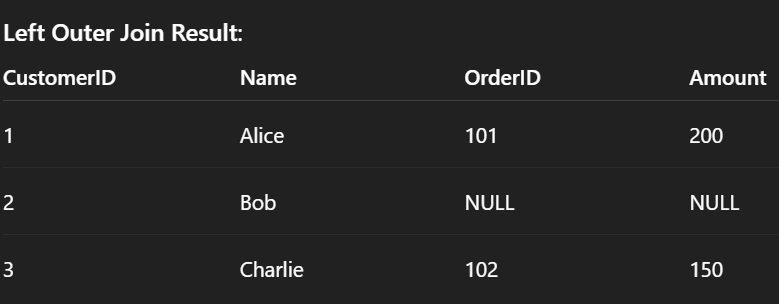 Left Outer Join Result:
CustomerID Name OrderID Amount
1 Alice 101 200
2 Bob NULL NULL
3 Charlie 102 150